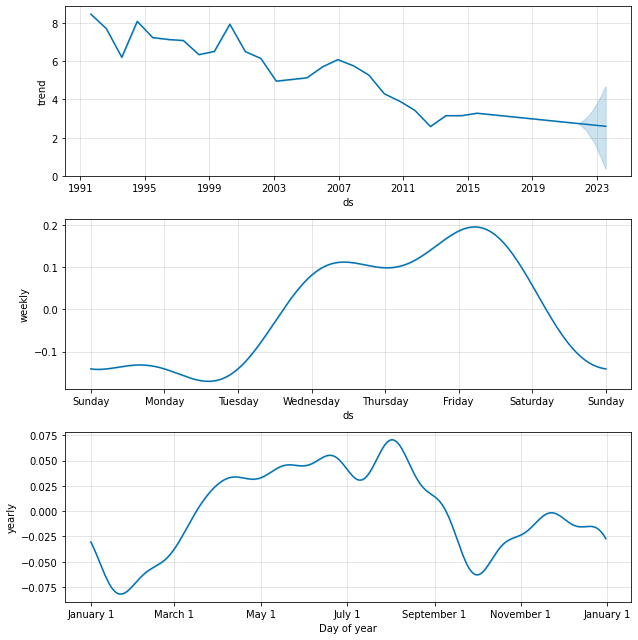 8
6
4
2
0
trend
1991 1995 1999 2003 2007 2011 2015 2019 2023
ds
0.2
0.1
0.0
−0.1
weekly
Sunday Monday Tuesday Wednesday Thursday Friday Saturday Sunday
ds
0.075
0.050
0.025
0.000
−0.025
−0.050
−0.075
yearly
January 1 March 1 May 1 July 1 September 1 November 1 January 1
Day of year